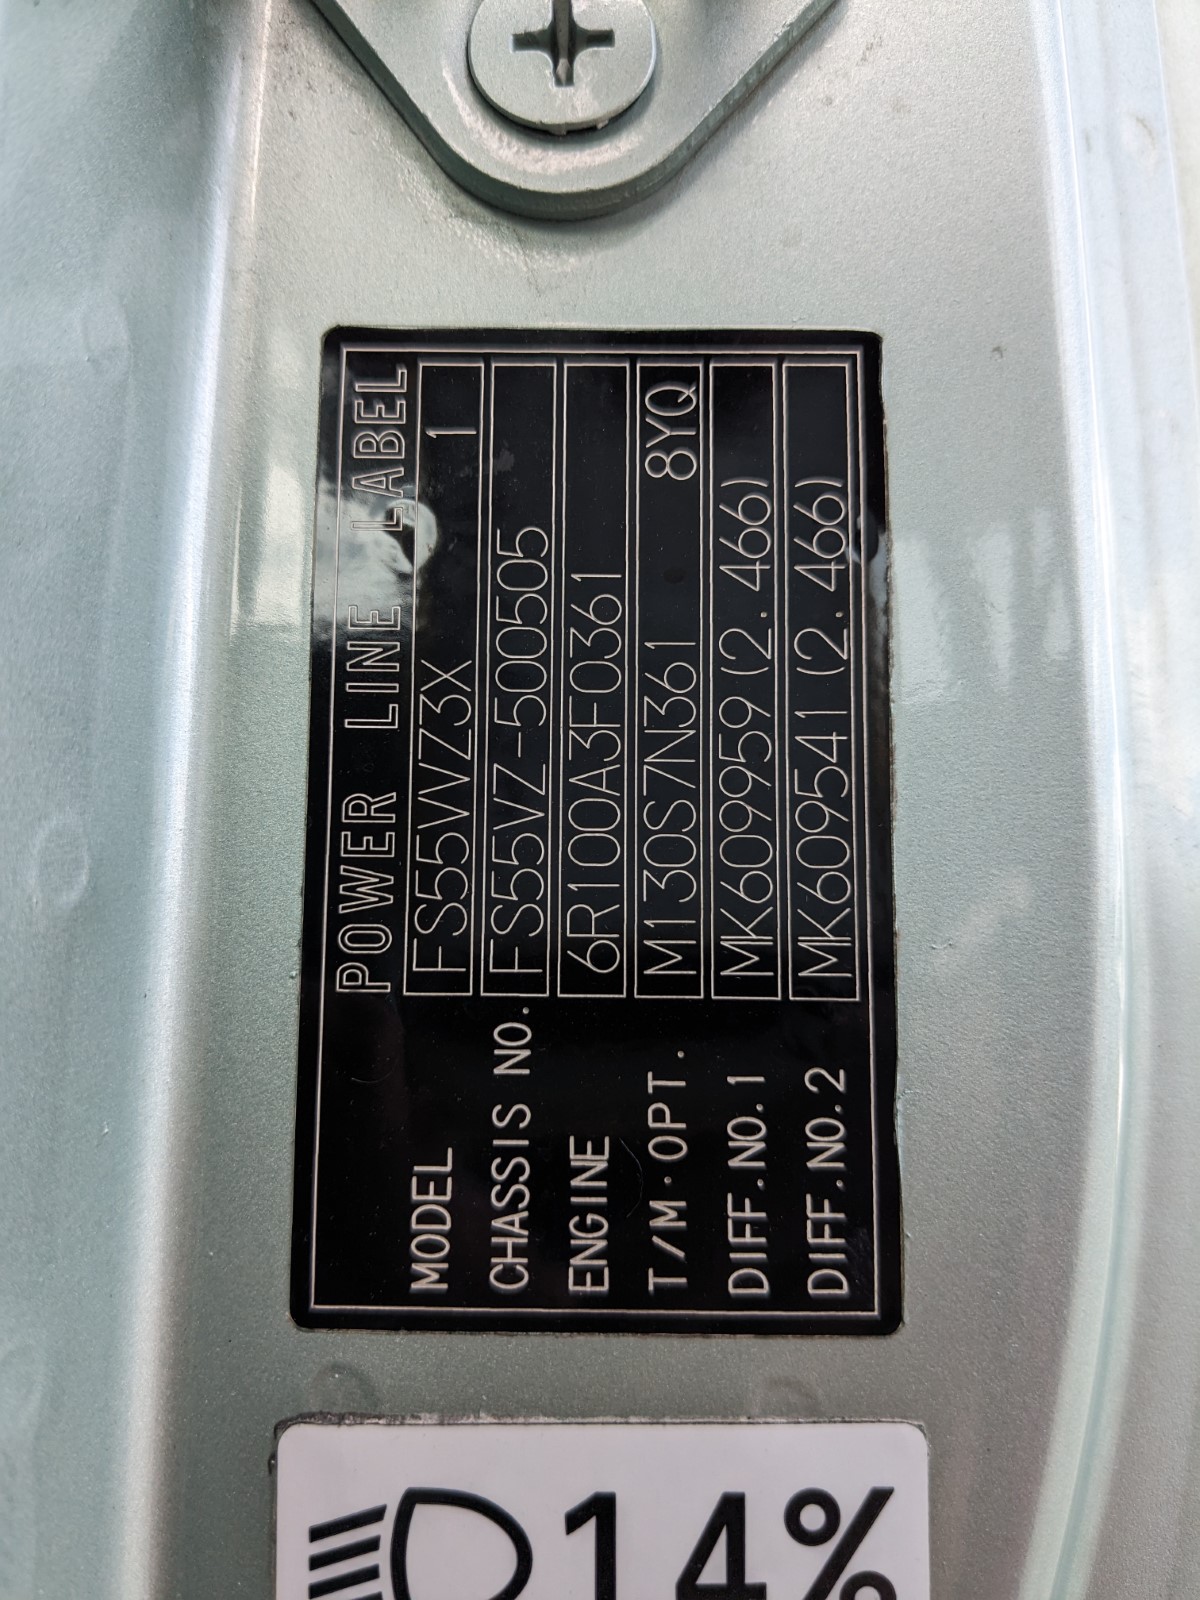 POWER LINE LABEL
MODEL FS55VVZ3X 1
CHASSIS NO. FS55VZ-500505
ENGINE 6R100A3F0361
T/M·OPT. M130S7N361 8YQ
DIFF.NO.1 MK609959 (2.466)
DIFF.NO.2 MK609541 (2.466)
14%